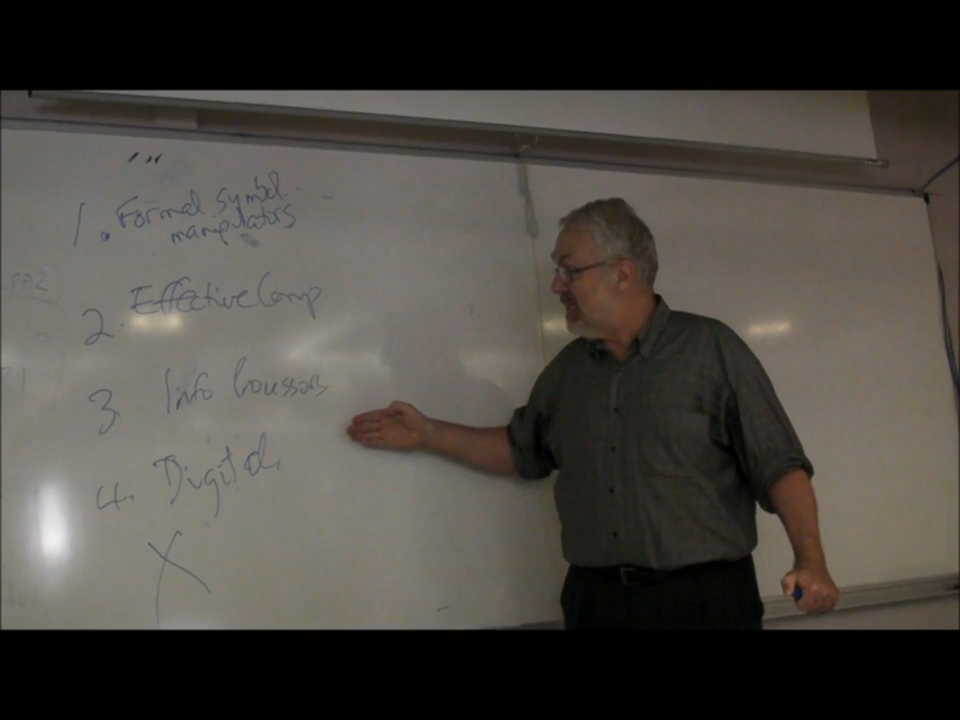 1. Formal symbol
manipulators
2. Effective Comp
3. Info Processors
4. Digital
X